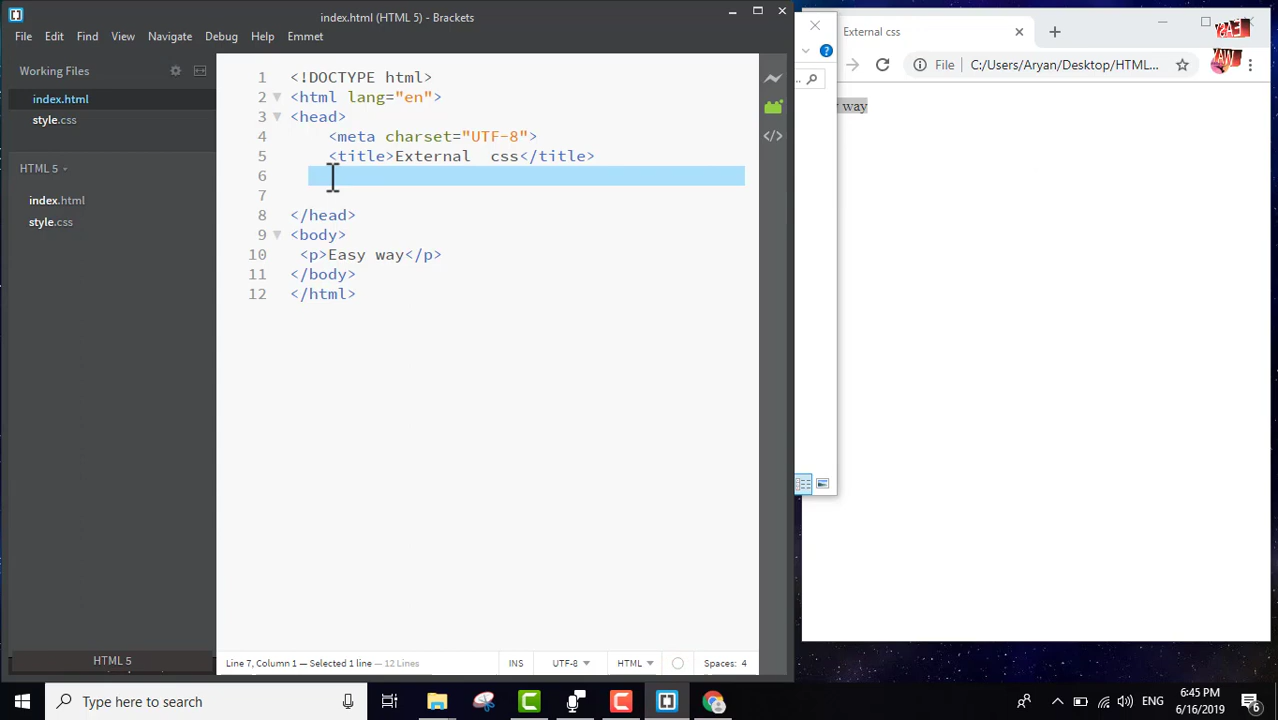 index.html (HTML 5) - Brackets
File Edit Find View Navigate Debug Help Emmet
Working Files
index.html
style.css
HTML 5
index.html
style.css
HTML 5
1 <!DOCTYPE html>
2 <html lang="en">
3 <head>
4 <meta charset="UTF-8">
5 <title>External css</title>
6
7
8 </head>
9 <body>
10 <p>Easy way</p>
11 </body>
12 </html>
Line 7, Column 1 — Selected 1 line — 12 Lines
INS UTF-8 HTML Spaces: 4
External css
File C:/Users/Aryan/Desktop/HTML...
way
EASY
WAY
Type here to search
ENG
6:45 PM
6/16/2019
6